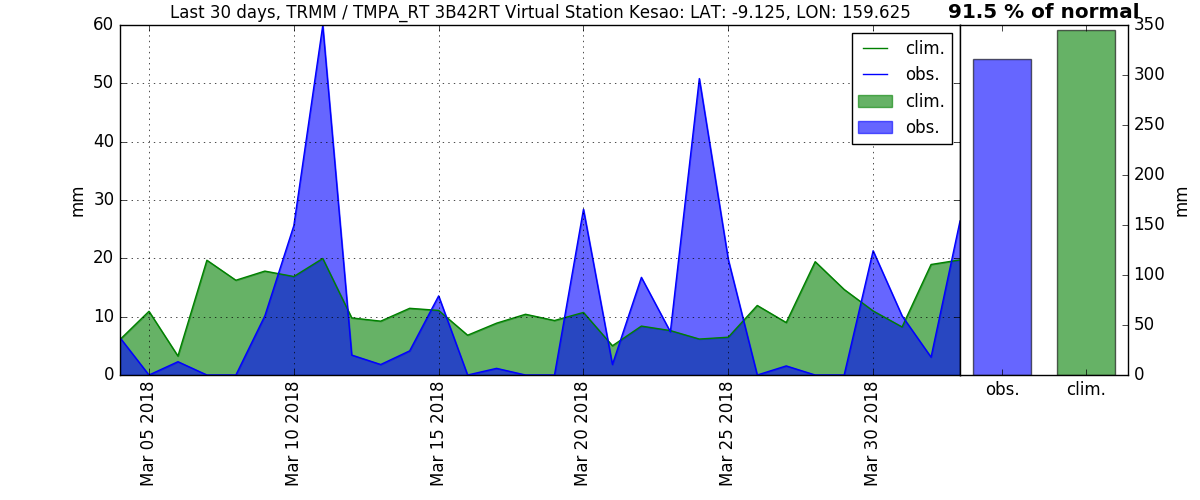 Last 30 days, TRMM / TMPA_RT 3B42RT Virtual Station Kesao: LAT: -9.125, LON: 159.625
91.5 % of normal
60
50
40
30
20
10
0
mm
clim.
obs.
clim.
obs.
350
300
250
200
150
100
50
0
mm
obs.
clim.
Mar 05 2018
Mar 10 2018
Mar 15 2018
Mar 20 2018
Mar 25 2018
Mar 30 2018